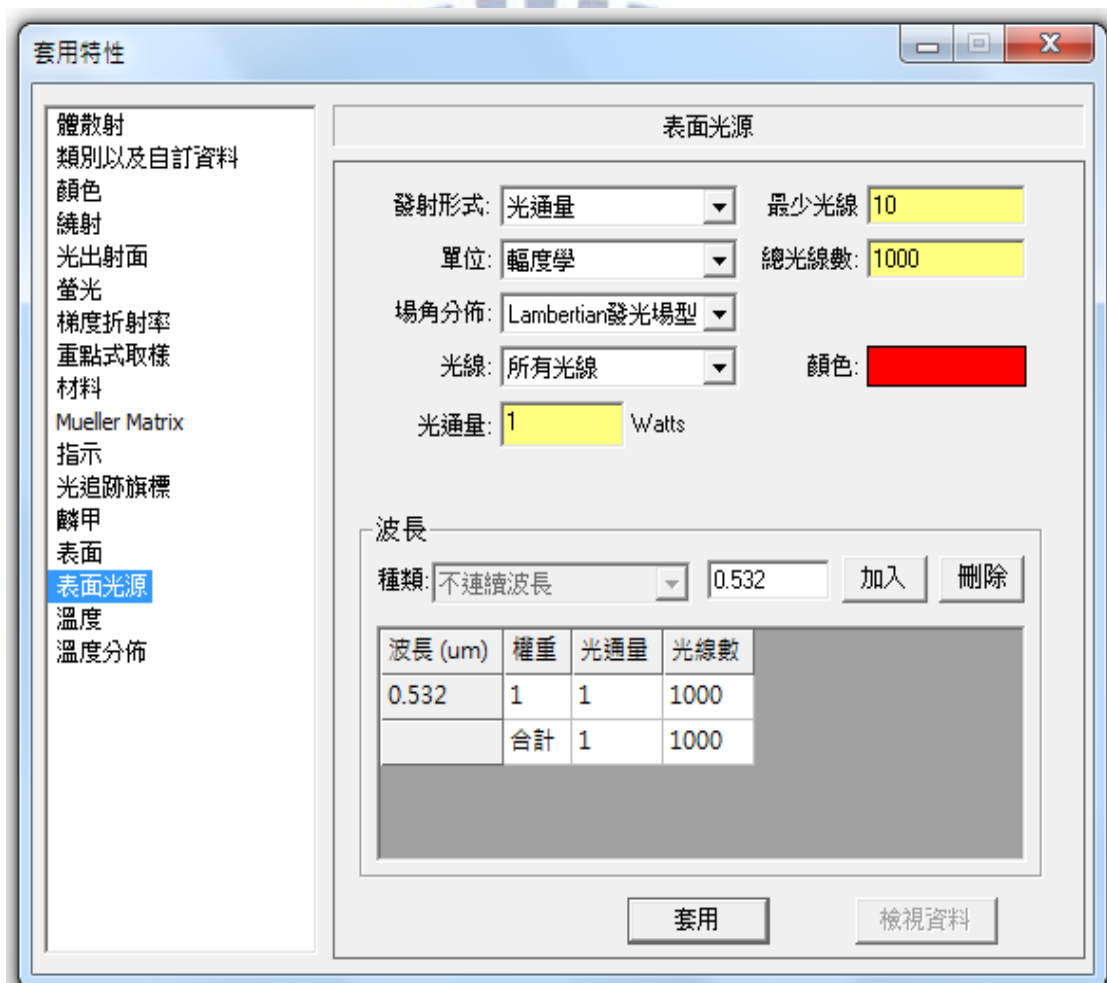 套用特性
體散射
類別以及自訂資料
顏色
繞射
光出射面
螢光
梯度折射率
重點式取樣
材料
Mueller Matrix
指示
光追跡旗標
麟甲
表面
表面光源
溫度
溫度分佈
表面光源
發射形式: 光通量 最少光線 10
單位: 輻度學 總光線數: 1000
場角分佈: Lambertian發光場型
光線: 所有光線 顏色:
光通量: 1 Watts
波長
種類: 不連續波長 0.532 加入 刪除
波長 (um) 權重 光通量 光線數
0.532 1 1 1000
合計 1 1000
套用 檢視資料